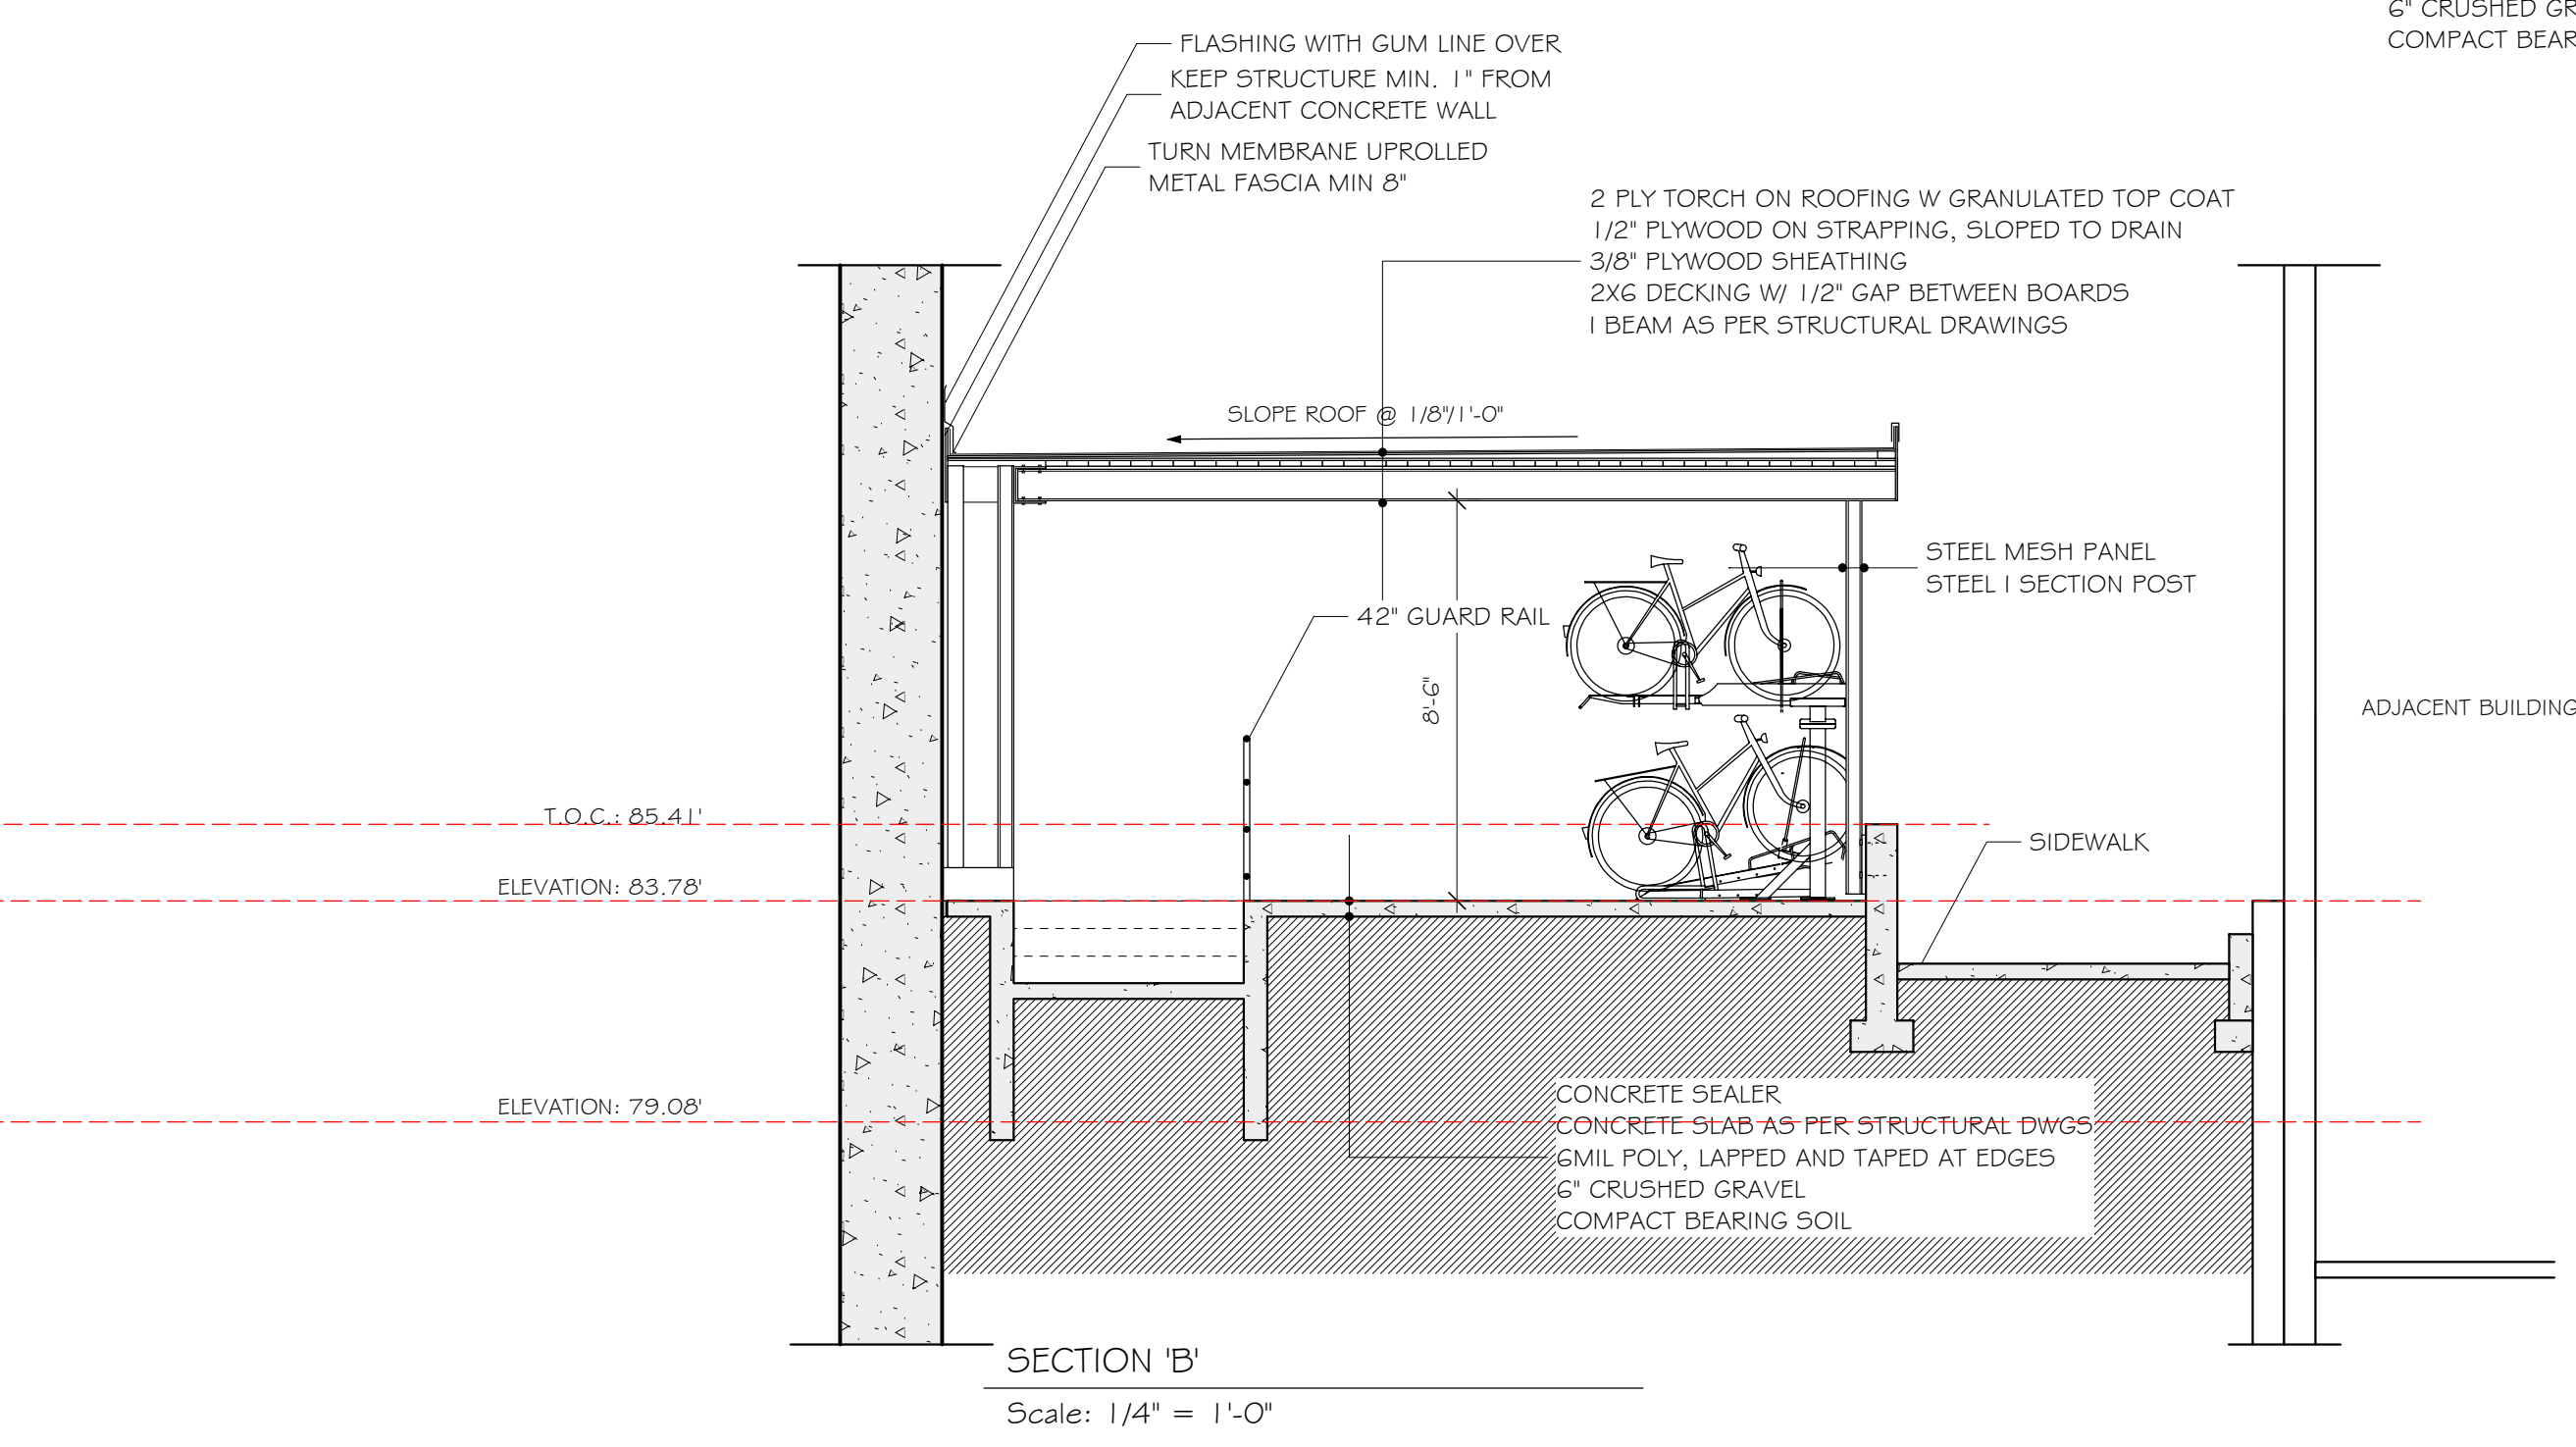 6" CRUSHED GR
COMPACT BEAR
FLASHING WITH GUM LINE OVER
KEEP STRUCTURE MIN. 1" FROM
ADJACENT CONCRETE WALL
TURN MEMBRANE UPROLLED
METAL FASCIA MIN 8"
2 PLY TORCH ON ROOFING W GRANULATED TOP COAT
1/2" PLYWOOD ON STRAPPING, SLOPED TO DRAIN
3/8" PLYWOOD SHEATHING
2X6 DECKING W/ 1/2" GAP BETWEEN BOARDS
I BEAM AS PER STRUCTURAL DRAWINGS
SLOPE ROOF @ 1/8"/1'-0"
STEEL MESH PANEL
STEEL I SECTION POST
42" GUARD RAIL
8'-6"
ADJACENT BUILDING
T.O.C.: 85.41'
SIDEWALK
ELEVATION: 83.78'
ELEVATION: 79.08'
CONCRETE SEALER
CONCRETE SLAB AS PER STRUCTURAL DWGS
6MIL POLY, LAPPED AND TAPED AT EDGES
6" CRUSHED GRAVEL
COMPACT BEARING SOIL
SECTION 'B'
Scale: 1/4" = 1'-0"